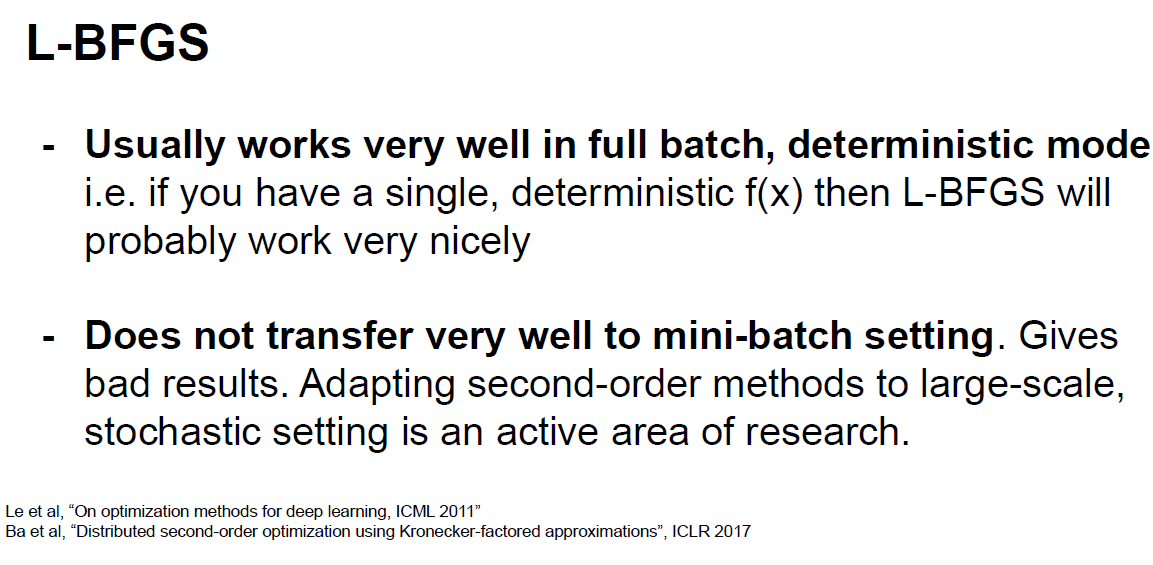 L-BFGS
- Usually works very well in full batch, deterministic mode
i.e. if you have a single, deterministic f(x) then L-BFGS will
probably work very nicely
- Does not transfer very well to mini-batch setting. Gives
bad results. Adapting second-order methods to large-scale,
stochastic setting is an active area of research.
Le et al, “On optimization methods for deep learning, ICML 2011”
Ba et al, “Distributed second-order optimization using Kronecker-factored approximations”, ICLR 2017